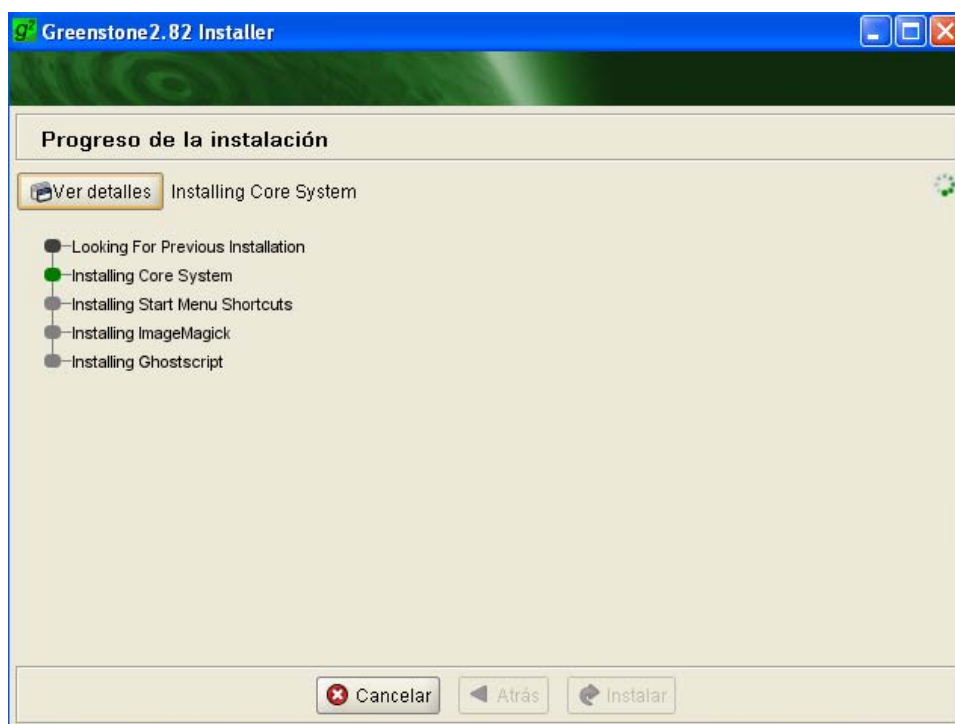 g² Greenstone2.82 Installer
Progreso de la instalación
Ver detalles Installing Core System
Looking For Previous Installation
Installing Core System
Installing Start Menu Shortcuts
Installing ImageMagick
Installing Ghostscript
Cancelar Atrás Instalar